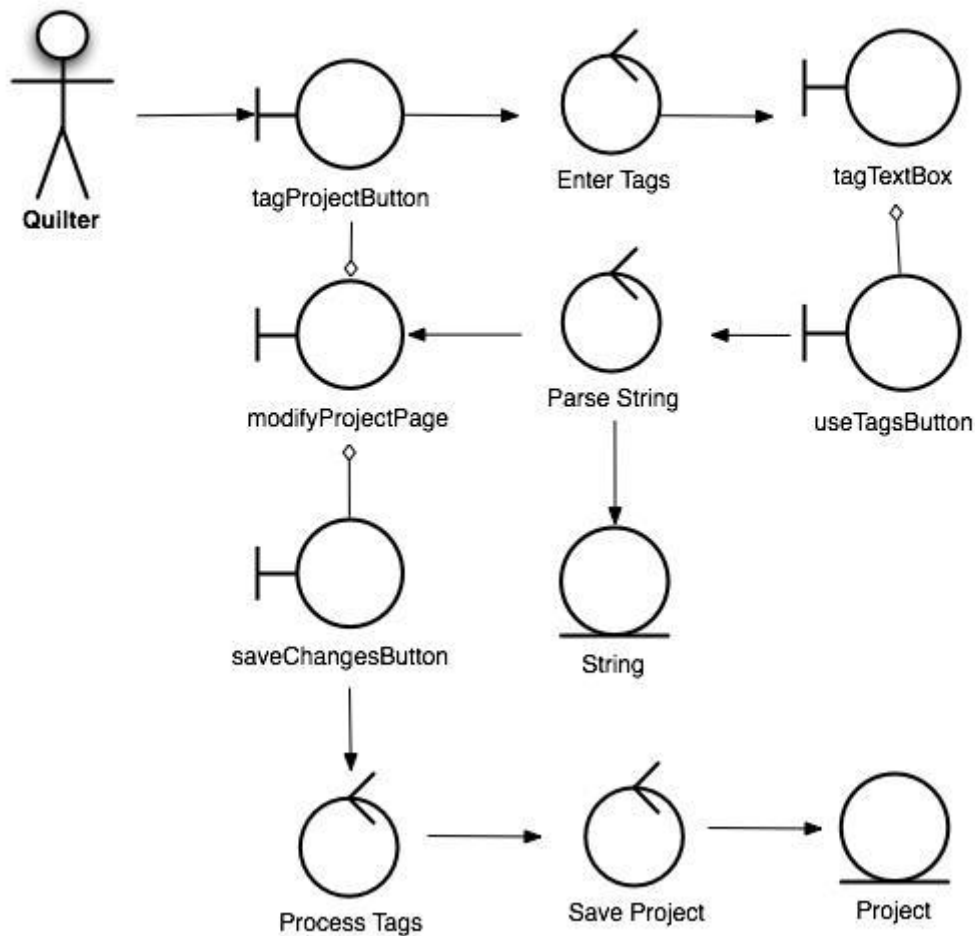 Quilter
tagProjectButton
Enter Tags
tagTextBox
modifyProjectPage
Parse String
useTagsButton
saveChangesButton
String
Process Tags
Save Project
Project